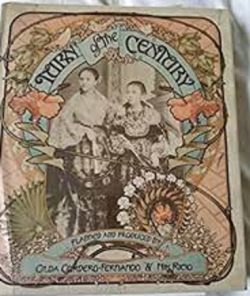 TURN of the CENTURY
PLANNED AND PRODUCED BY
GILDA CORDERO-FERNANDO & NIK RICIO